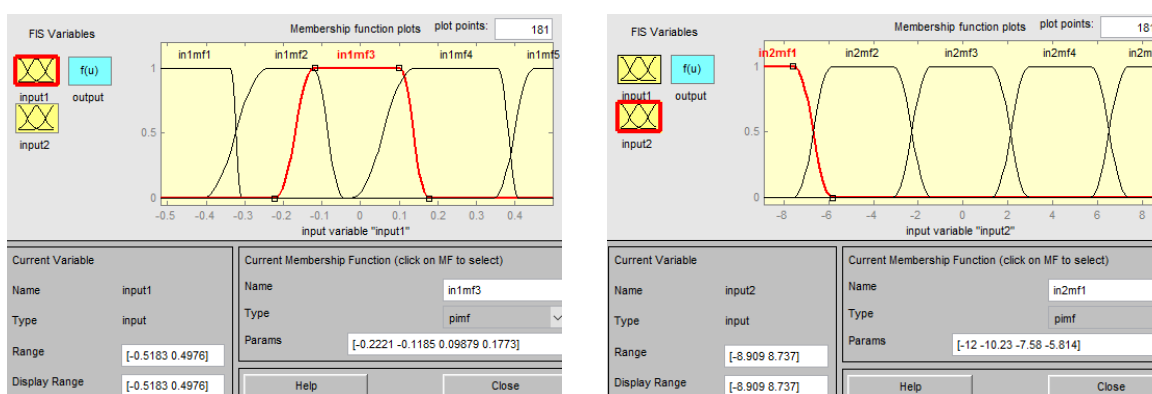 FIS Variables
Membership function plots plot points: 181
in1mf1 in1mf2 in1mf3 in1mf4 in1mf5
f(u)
input1 output
input2
1
0.5
0
-0.5 -0.4 -0.3 -0.2 -0.1 0 0.1 0.2 0.3 0.4
input variable "input1"
Current Variable
Name input1
Type input
Range [-0.5183 0.4976]
Display Range [-0.5183 0.4976]
Current Membership Function (click on MF to select)
Name in1mf3
Type pimf
Params [-0.2221 -0.1185 0.09879 0.1773]
Help Close
FIS Variables
Membership function plots plot points: 181
in2mf1 in2mf2 in2mf3 in2mf4 in2m
f(u)
input1 output
input2
1
0.5
0
-8 -6 -4 -2 0 2 4 6 8
input variable "input2"
Current Variable
Name input2
Type input
Range [-8.909 8.737]
Display Range [-8.909 8.737]
Current Membership Function (click on MF to select)
Name in2mf1
Type pimf
Params [-12 -10.23 -7.58 -5.814]
Help Close